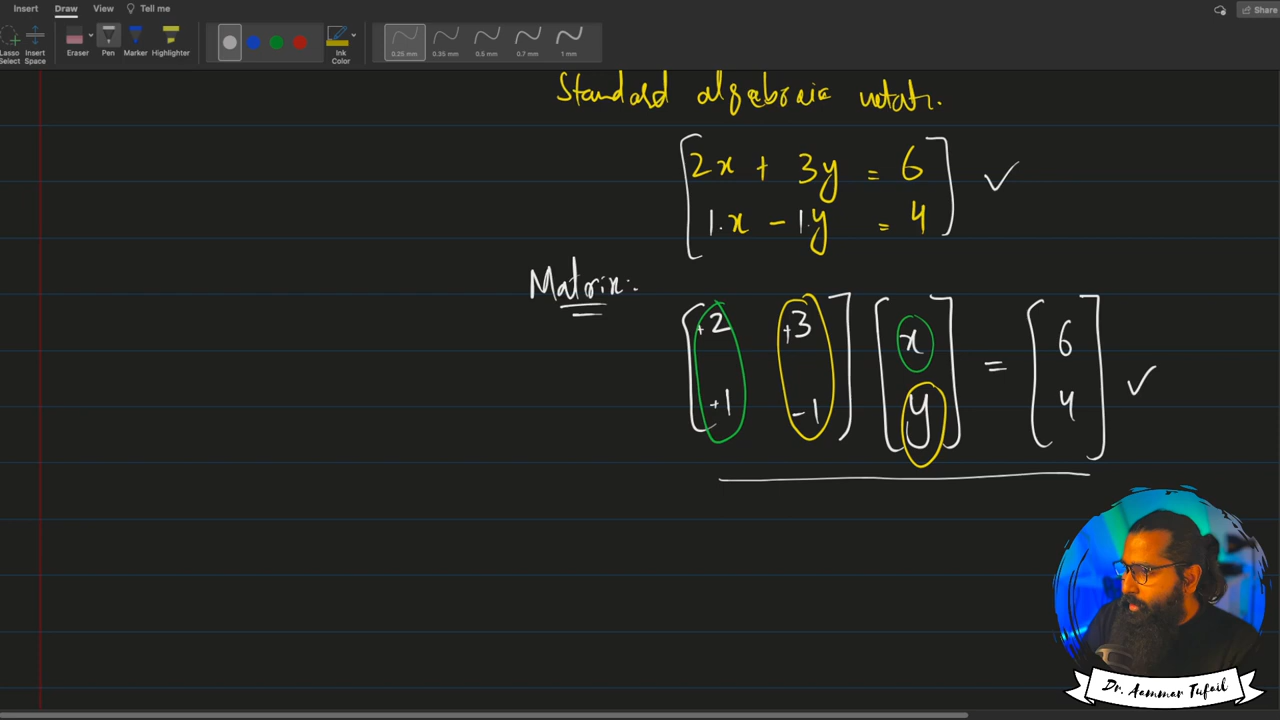 Insert Draw View Tell me Share
Lasso Select Insert Space Eraser Pen Marker Highlighter Ink Color 0.25 mm 0.35 mm 0.5 mm 0.7 mm 1 mm
Standard algebraic notatn.
2x + 3y = 6
1.x - 1.y = 4
Matrix:
+2 +3 x = 6
+1 -1 y 4
Dr. Aammar Tufail